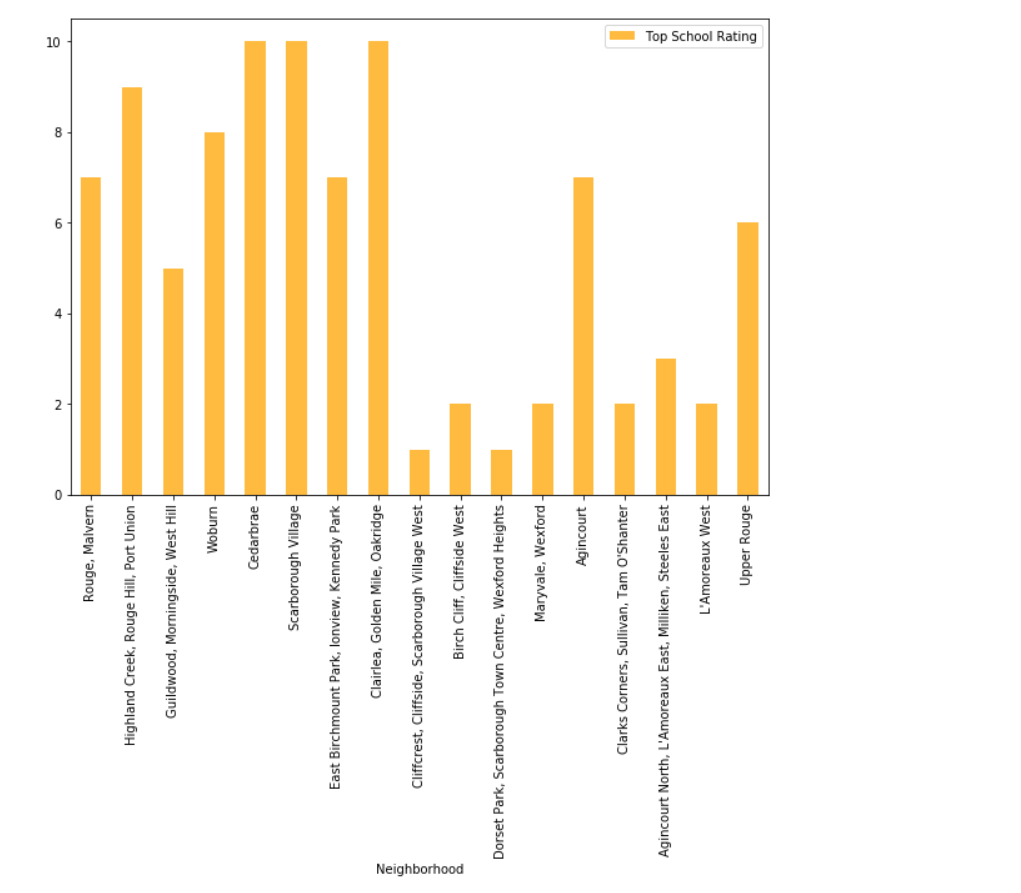 Top School Rating
10
8
6
4
2
0
Rouge, Malvern
Highland Creek, Rouge Hill, Port Union
Guildwood, Morningside, West Hill
Woburn
Cedarbrae
Scarborough Village
East Birchmount Park, Ionview, Kennedy Park
Clairlea, Golden Mile, Oakridge
Cliffcrest, Cliffside, Scarborough Village West
Birch Cliff, Cliffside West
Dorset Park, Scarborough Town Centre, Wexford Heights
Maryvale, Wexford
Agincourt
Clarks Corners, Sullivan, Tam O'Shanter
Agincourt North, L'Amoreaux East, Milliken, Steeles East
L'Amoreaux West
Upper Rouge
Neighborhood